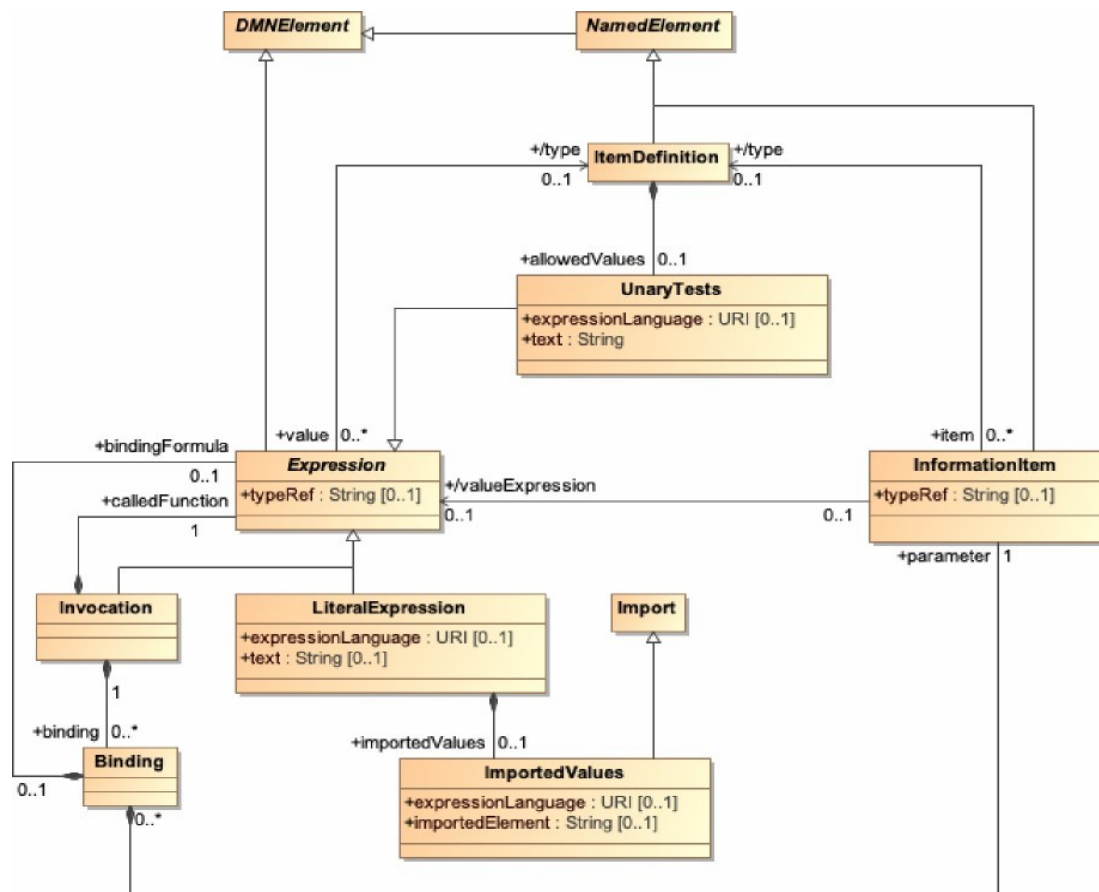 DMNElement
NamedElement
+/type
ItemDefinition
+/type
0..1
0..1
+allowedValues
0..1
UnaryTests
+expressionLanguage : URI [0..1]
+text : String
+bindingFormula
+value
0..*
+item
0..*
0..1
Expression
+/valueExpression
InformationItem
+calledFunction
+typeRef : String [0..1]
+typeRef : String [0..1]
1
0..1
0..1
+parameter
1
Invocation
LiteralExpression
Import
+expressionLanguage : URI [0..1]
+text : String [0..1]
1
+binding
0..*
+importedValues
0..1
Binding
ImportedValues
0..1
+expressionLanguage : URI [0..1]
0..*
+importedElement : String [0..1]